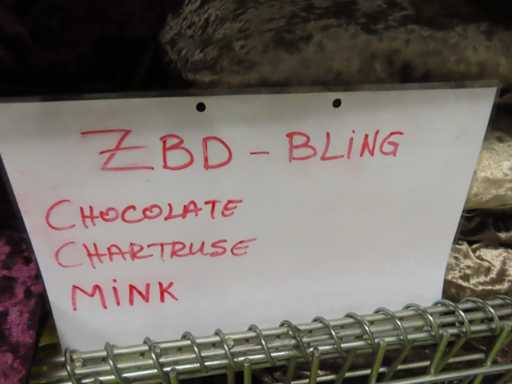 ZBD - BLiNG
CHOCOLATE
CHARTRUSE
MiNK